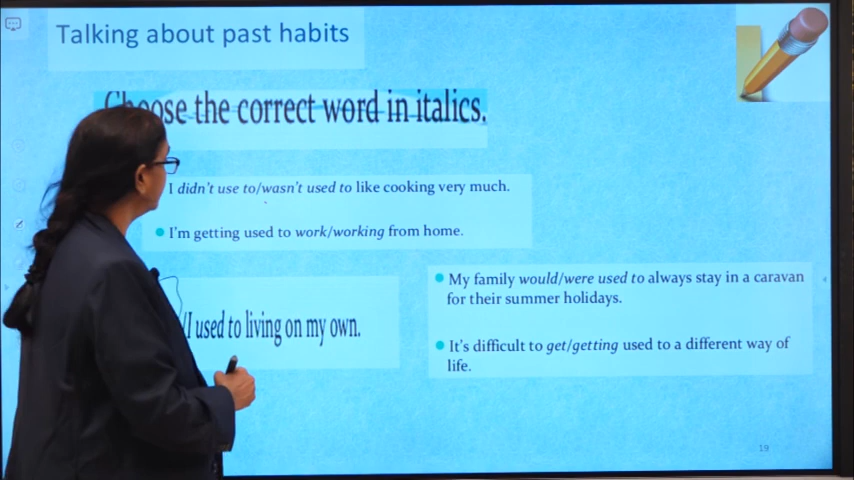 Talking about past habits
Choose the correct word in italics.
I didn't use to/wasn't used to like cooking very much.
I'm getting used to work/working from home.
/I used to living on my own.
My family would/were used to always stay in a caravan
for their summer holidays.
It's difficult to get/getting used to a different way of
life.
19